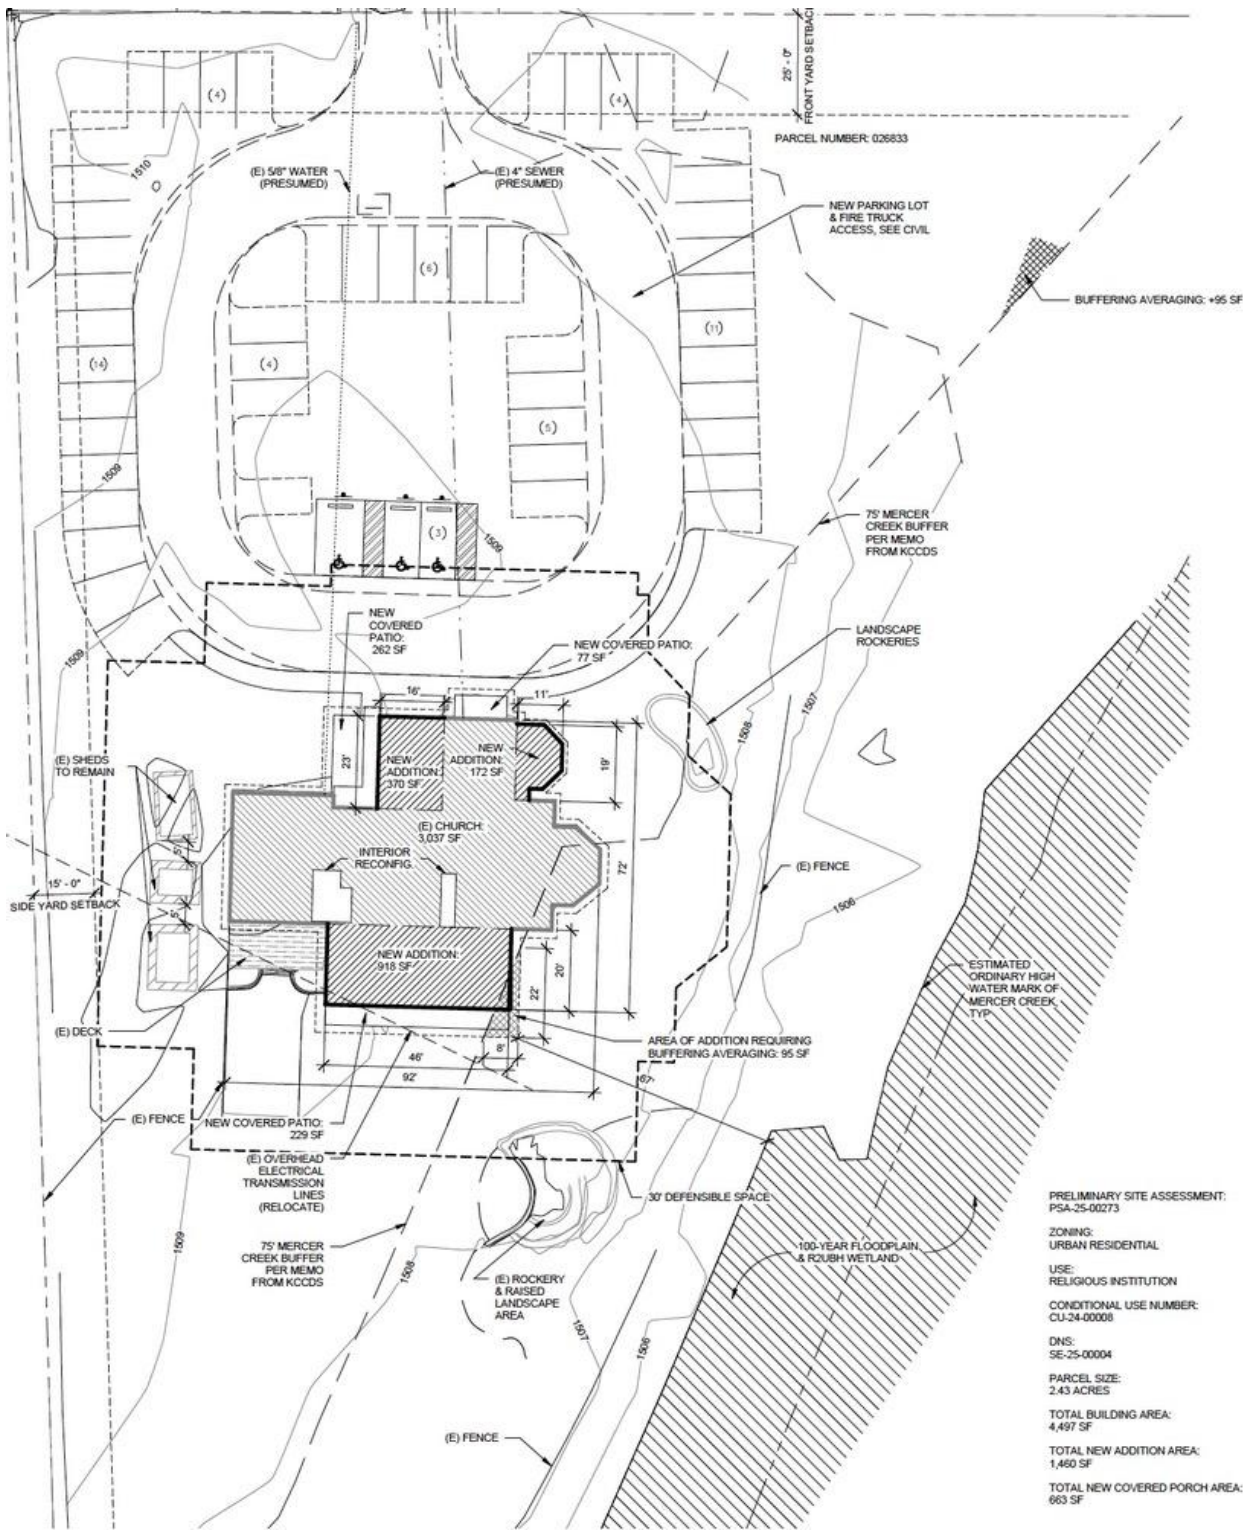 25' - 0"
FRONT YARD SETBACK
PARCEL NUMBER: 026833
(4)
(4)
1510
(E) 5/8" WATER
(PRESUMED)
(E) 4" SEWER
(PRESUMED)
NEW PARKING LOT
& FIRE TRUCK
ACCESS, SEE CIVIL
(6)
BUFFERING AVERAGING: +95 SF
(11)
(14)
(4)
(5)
1509
75' MERCER
CREEK BUFFER
PER MEMO
FROM KCCDS
(3)
1509
NEW
COVERED
PATIO:
262 SF
NEW COVERED PATIO:
77 SF
LANDSCAPE
ROCKERIES
1509
16'
11'
1507
1508
(E) SHEDS
TO REMAIN
23'
NEW
ADDITION:
370 SF
NEW
ADDITION:
172 SF
19'
(E) CHURCH:
3,037 SF
INTERIOR
RECONFIG.
72'
(E) FENCE
5'
15' - 0"
SIDE YARD SETBACK
5'
1506
NEW ADDITION:
918 SF
20'
22'
ESTIMATED
ORDINARY HIGH
WATER MARK OF
MERCER CREEK,
TYP
(E) DECK
AREA OF ADDITION REQUIRING
BUFFERING AVERAGING: 95 SF
8'
46'
92'
67'
(E) FENCE
NEW COVERED PATIO:
229 SF
(E) OVERHEAD
ELECTRICAL
TRANSMISSION
LINES
(RELOCATE)
30' DEFENSIBLE SPACE
75' MERCER
CREEK BUFFER
PER MEMO
FROM KCCDS
1509
1508
(E) ROCKERY
& RAISED
LANDSCAPE
AREA
100-YEAR FLOODPLAIN
& R2UBH WETLAND
1507
1506
(E) FENCE
PRELIMINARY SITE ASSESSMENT:
PSA-25-00273
ZONING:
URBAN RESIDENTIAL
USE:
RELIGIOUS INSTITUTION
CONDITIONAL USE NUMBER:
CU-24-00008
DNS:
SE-25-00004
PARCEL SIZE:
2.43 ACRES
TOTAL BUILDING AREA:
4,497 SF
TOTAL NEW ADDITION AREA:
1,460 SF
TOTAL NEW COVERED PORCH AREA:
663 SF